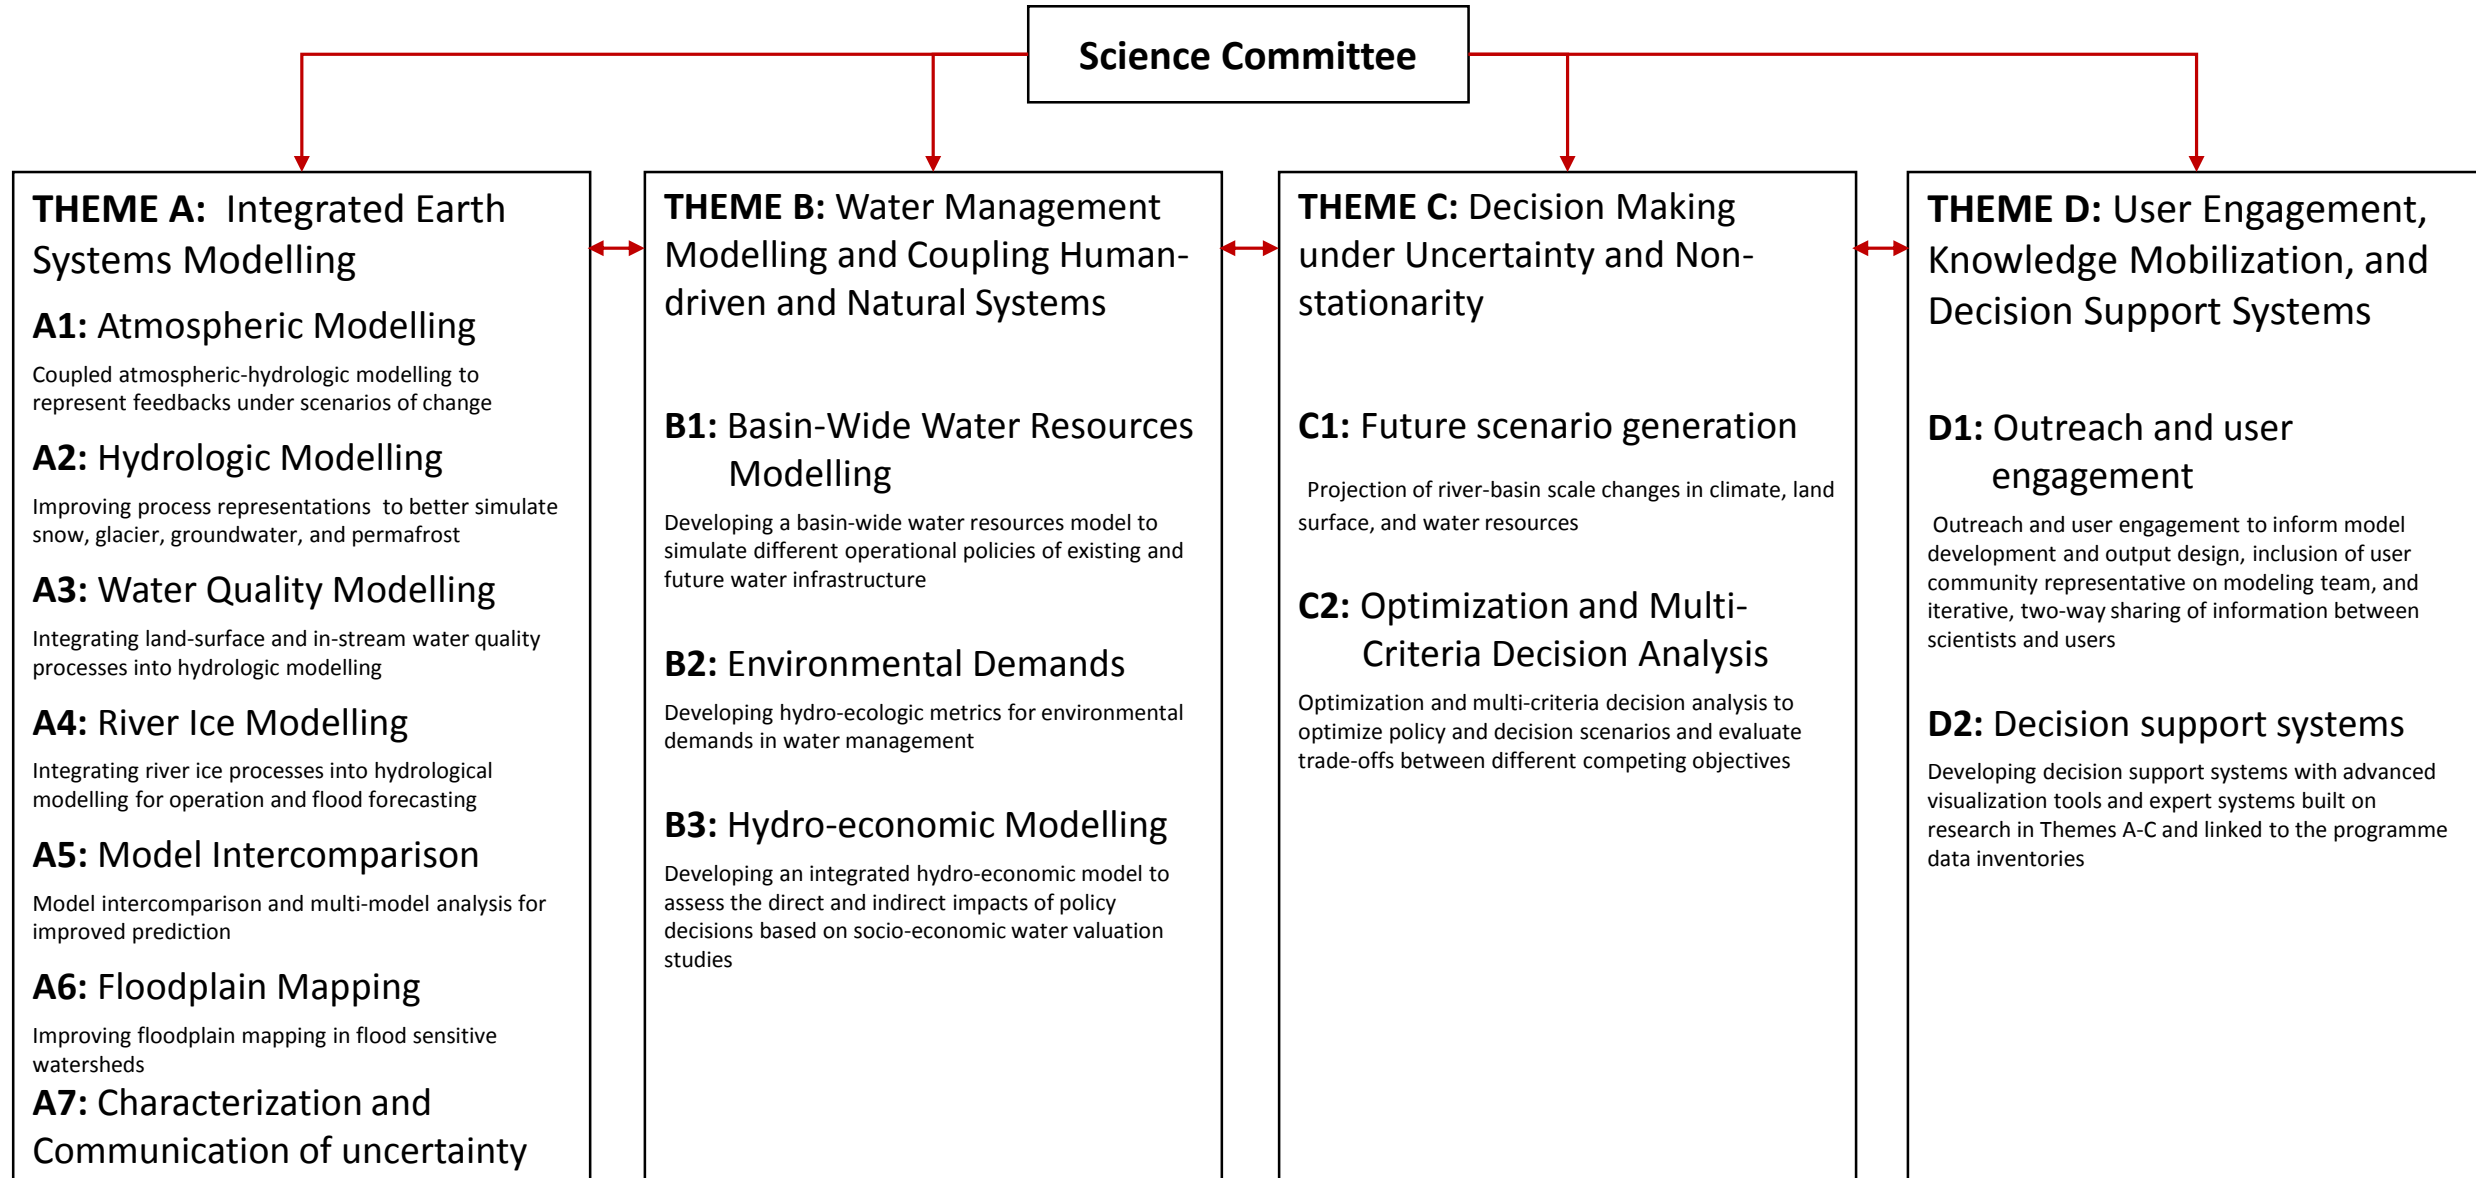 Science Committee
THEME A: Integrated Earth
Systems Modelling
A1: Atmospheric Modelling
Coupled atmospheric-hydrologic modelling to
represent feedbacks under scenarios of change
A2: Hydrologic Modelling
Improving process representations to better simulate
snow, glacier, groundwater, and permafrost
A3: Water Quality Modelling
Integrating land-surface and in-stream water quality
processes into hydrologic modelling
A4: River Ice Modelling
Integrating river ice processes into hydrological
modelling for operation and flood forecasting
A5: Model Intercomparison
Model intercomparison and multi-model analysis for
improved prediction
A6: Floodplain Mapping
Improving floodplain mapping in flood sensitive
watersheds
A7: Characterization and
Communication of uncertainty
THEME B: Water Management
Modelling and Coupling Human-
driven and Natural Systems
B1: Basin-Wide Water Resources
Modelling
Developing a basin-wide water resources model to
simulate different operational policies of existing and
future water infrastructure
B2: Environmental Demands
Developing hydro-ecologic metrics for environmental
demands in water management
B3: Hydro-economic Modelling
Developing an integrated hydro-economic model to
assess the direct and indirect impacts of policy
decisions based on socio-economic water valuation
studies
THEME C: Decision Making
under Uncertainty and Non-
stationarity
C1: Future scenario generation
Projection of river-basin scale changes in climate, land
surface, and water resources
C2: Optimization and Multi-
Criteria Decision Analysis
Optimization and multi-criteria decision analysis to
optimize policy and decision scenarios and evaluate
trade-offs between different competing objectives
THEME D: User Engagement,
Knowledge Mobilization, and
Decision Support Systems
D1: Outreach and user
engagement
Outreach and user engagement to inform model
development and output design, inclusion of user
community representative on modeling team, and
iterative, two-way sharing of information between
scientists and users
D2: Decision support systems
Developing decision support systems with advanced
visualization tools and expert systems built on
research in Themes A-C and linked to the programme
data inventories